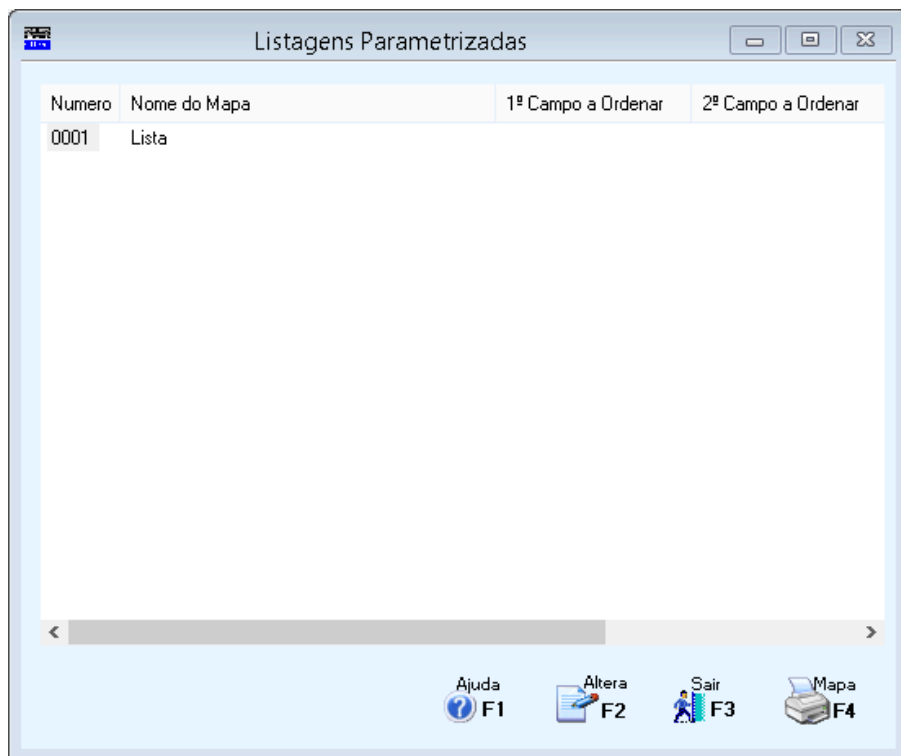 Listagens Parametrizadas
Numero Nome do Mapa 1º Campo a Ordenar 2º Campo a Ordenar
0001 Lista
Ajuda F1 Altera F2 Sair F3 Mapa F4